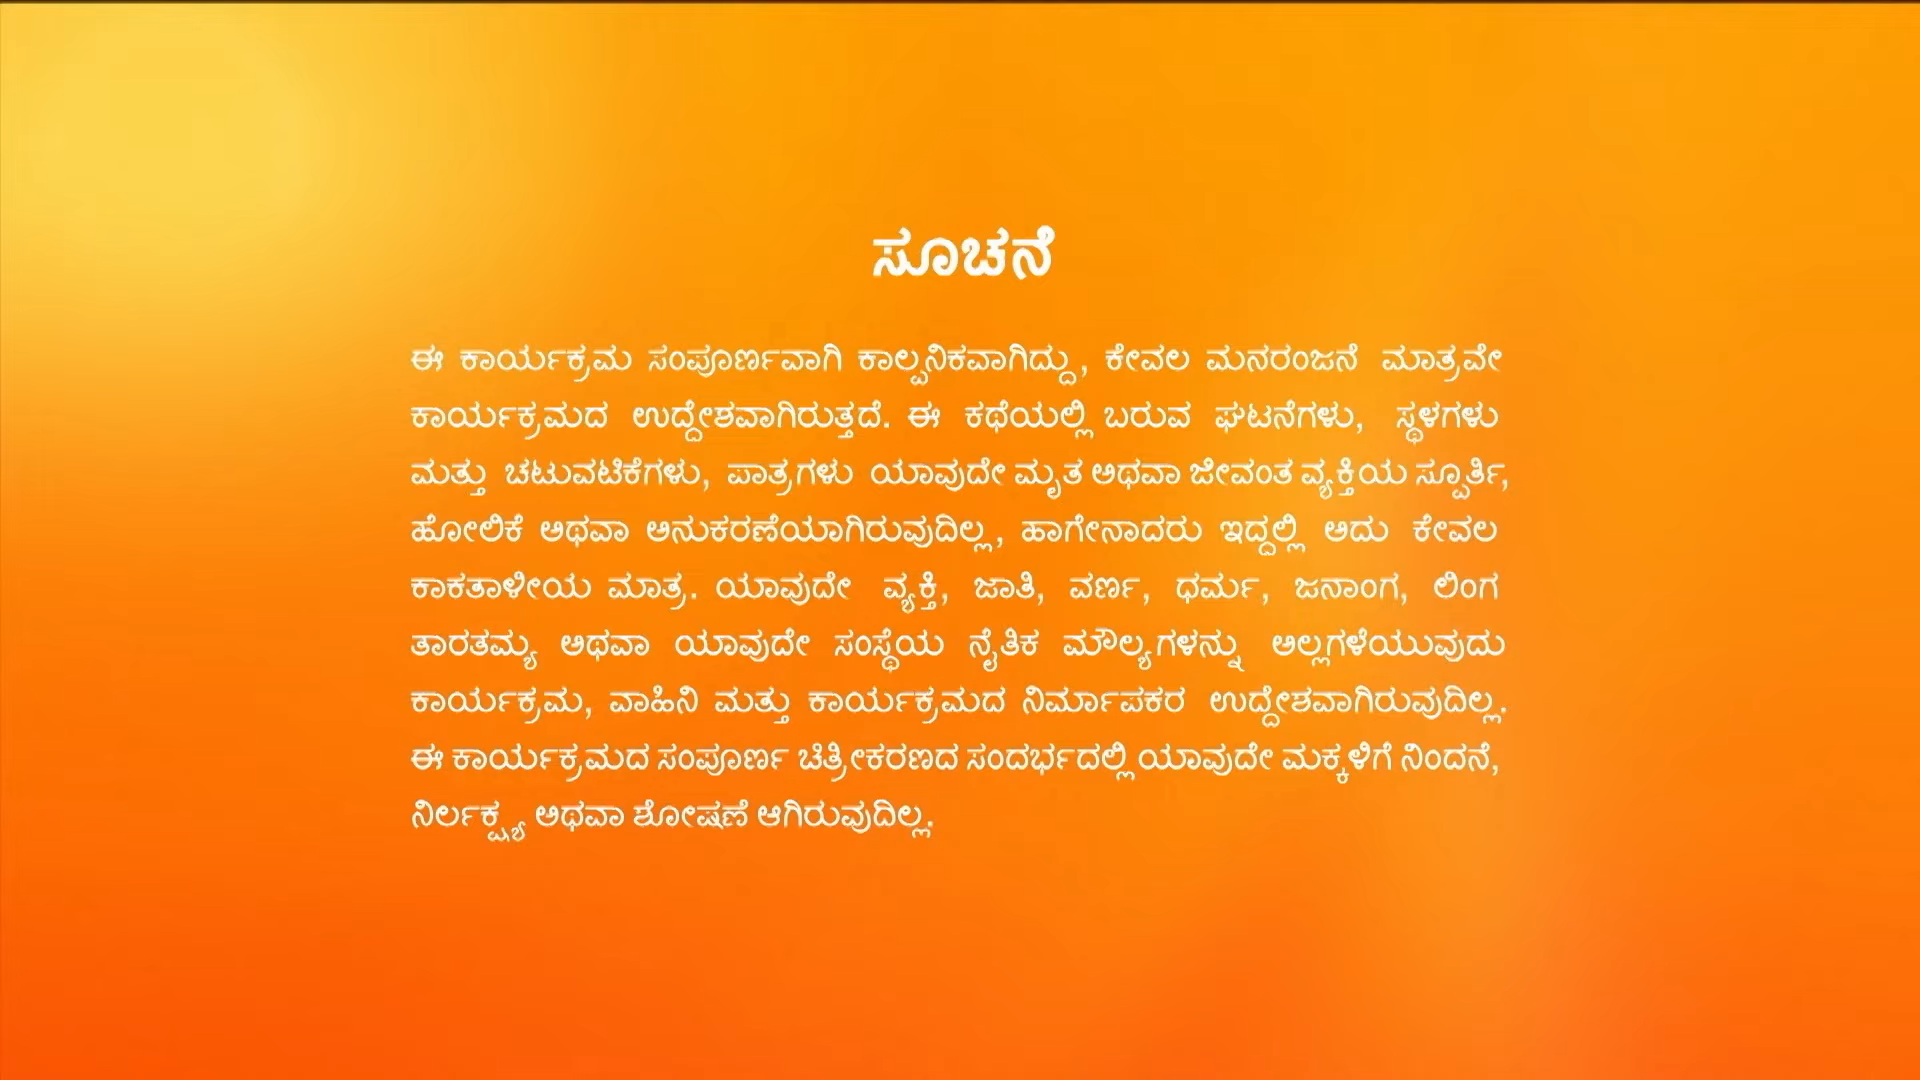 ಸೂಚನೆ
ಈ ಕಾರ್ಯಕ್ರಮ ಸಂಪೂರ್ಣವಾಗಿ ಕಾಲ್ಪನಿಕವಾಗಿದ್ದು, ಕೇವಲ ಮನರಂಜನೆ ಮಾತ್ರವೇ
ಕಾರ್ಯಕ್ರಮದ ಉದ್ದೇಶವಾಗಿರುತ್ತದೆ. ಈ ಕಥೆಯಲ್ಲಿ ಬರುವ ಘಟನೆಗಳು, ಸ್ಥಳಗಳು
ಮತ್ತು ಚಟುವಟಿಕೆಗಳು, ಪಾತ್ರಗಳು ಯಾವುದೇ ಮೃತ ಅಥವಾ ಜೀವಂತ ವ್ಯಕ್ತಿಯ ಸ್ಪೂರ್ತಿ,
ಹೋಲಿಕೆ ಅಥವಾ ಅನುಕರಣೆಯಾಗಿರುವುದಿಲ್ಲ, ಹಾಗೇನಾದರು ಇದ್ದಲ್ಲಿ ಅದು ಕೇವಲ
ಕಾಕತಾಳೀಯ ಮಾತ್ರ. ಯಾವುದೇ ವ್ಯಕ್ತಿ, ಜಾತಿ, ವರ್ಣ, ಧರ್ಮ, ಜನಾಂಗ, ಲಿಂಗ
ತಾರತಮ್ಯ ಅಥವಾ ಯಾವುದೇ ಸಂಸ್ಥೆಯ ನೈತಿಕ ಮೌಲ್ಯಗಳನ್ನು ಅಲ್ಲಗಳೆಯುವುದು
ಕಾರ್ಯಕ್ರಮ, ವಾಹಿನಿ ಮತ್ತು ಕಾರ್ಯಕ್ರಮದ ನಿರ್ಮಾಪಕರ ಉದ್ದೇಶವಾಗಿರುವುದಿಲ್ಲ.
ಈ ಕಾರ್ಯಕ್ರಮದ ಸಂಪೂರ್ಣ ಚಿತ್ರೀಕರಣದ ಸಂದರ್ಭದಲ್ಲಿ ಯಾವುದೇ ಮಕ್ಕಳಿಗೆ ನಿಂದನೆ,
ನಿರ್ಲಕ್ಷ್ಯ ಅಥವಾ ಶೋಷಣೆ ಆಗಿರುವುದಿಲ್ಲ.